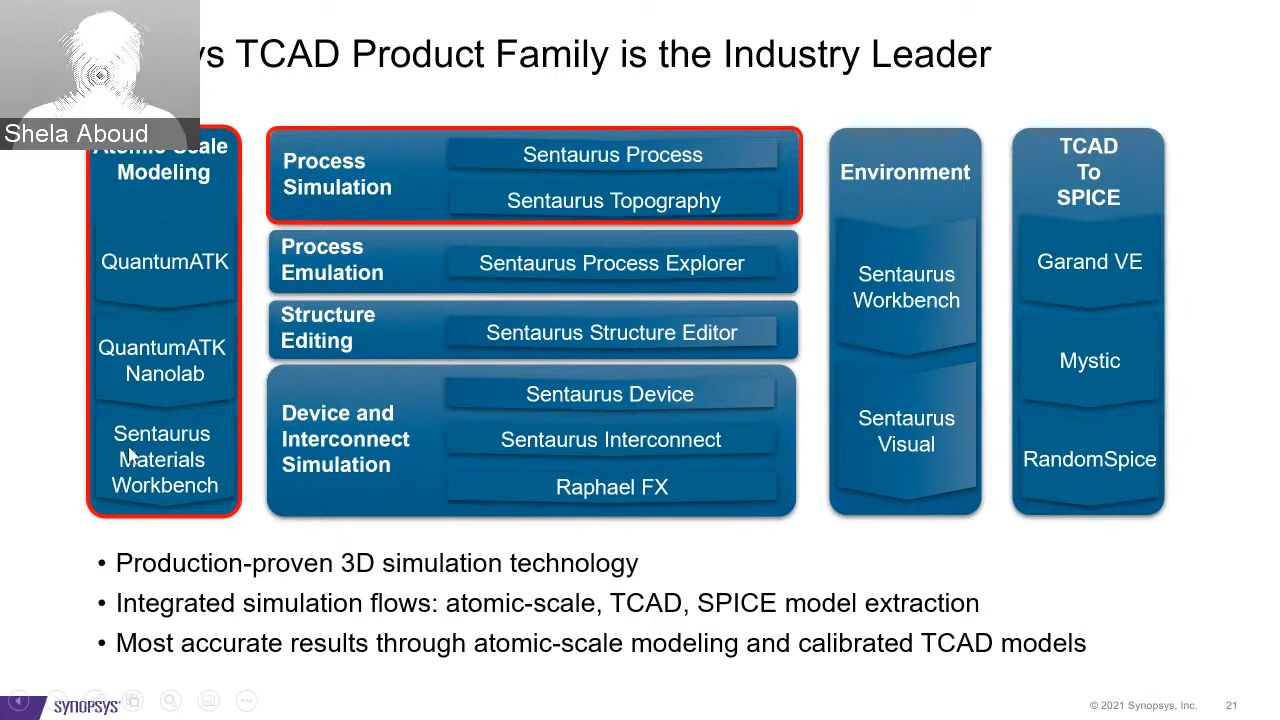 ys TCAD Product Family is the Industry Leader
Shela Aboud
Atomic Scale
Modeling
QuantumATK
QuantumATK
Nanolab
Sentaurus
Materials
Workbench
Process
Simulation
Sentaurus Process
Sentaurus Topography
Process
Emulation
Sentaurus Process Explorer
Structure
Editing
Sentaurus Structure Editor
Device and
Interconnect
Simulation
Sentaurus Device
Sentaurus Interconnect
Raphael FX
Environment
Sentaurus
Workbench
Sentaurus
Visual
TCAD
To
SPICE
Garand VE
Mystic
RandomSpice
• Production-proven 3D simulation technology
• Integrated simulation flows: atomic-scale, TCAD, SPICE model extraction
• Most accurate results through atomic-scale modeling and calibrated TCAD models
SYNOPSYS®
© 2021 Synopsys, Inc. 21